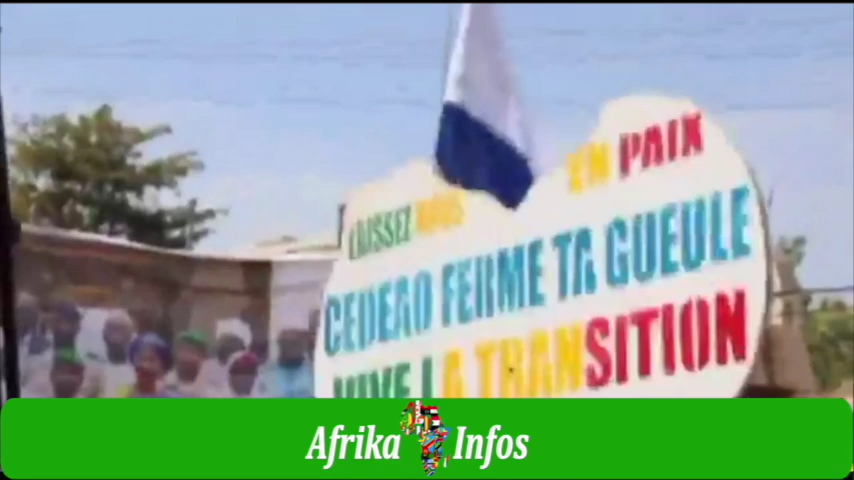 LAISSEZ NOUS EN PAIX
CEDEAO FERME TA GUEULE
VIVE LA TRANSITION
Afrika Infos